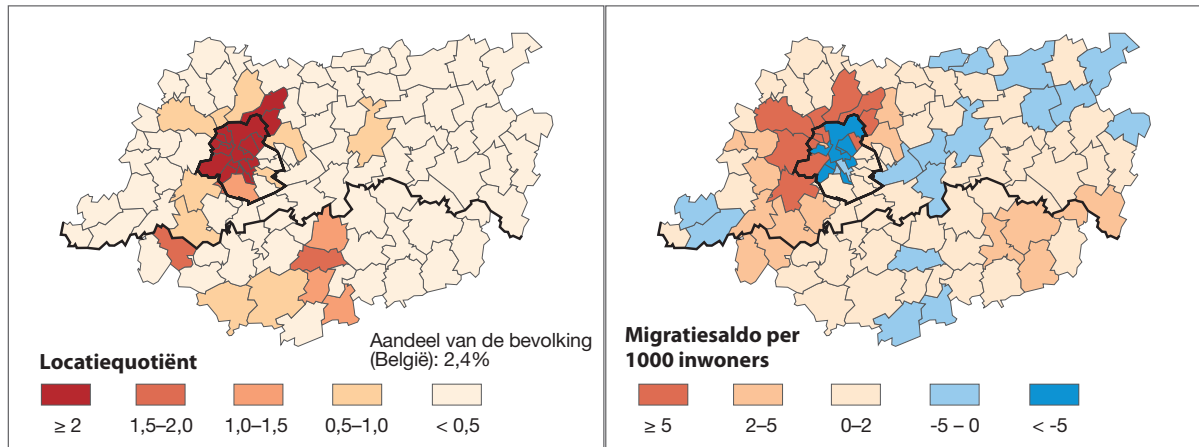 Aandeel van de bevolking
(België): 2,4%
Locatiequotiënt
≥ 2
1,5–2,0
1,0–1,5
0,5–1,0
< 0,5
Migratiesaldo per
1000 inwoners
≥ 5
2–5
0–2
-5 – 0
< -5